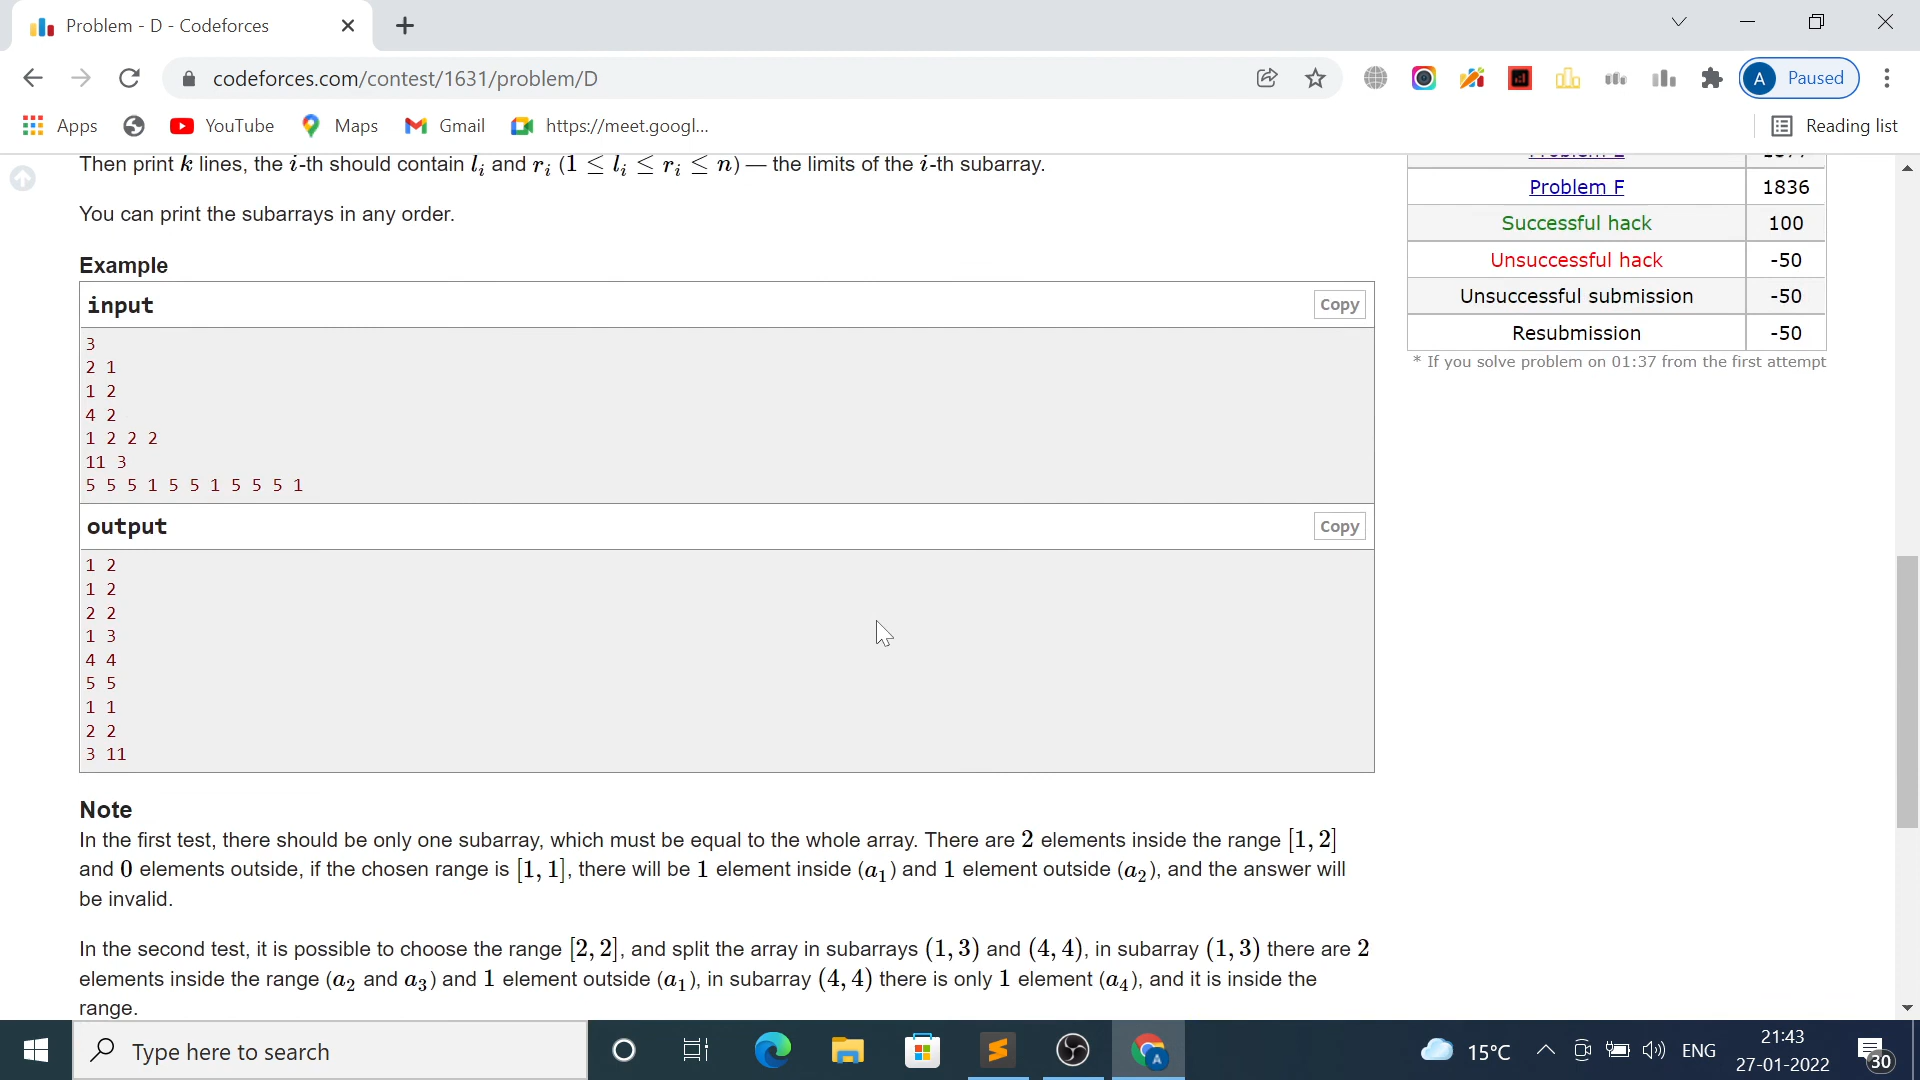 Problem - D - Codeforces
codeforces.com/contest/1631/problem/D
A Paused
Apps YouTube Maps Gmail https://meet.googl... Reading list
Then print k lines, the i-th should contain l_i and r_i (1 ≤ l_i ≤ r_i ≤ n) — the limits of the i-th subarray.
You can print the subarrays in any order.
Example
input Copy
3
2 1
1 2
4 2
1 2 2 2
11 3
5 5 5 1 5 5 1 5 5 5 1
output Copy
1 2
1 2
2 2
1 3
4 4
5 5
1 1
2 2
3 11
Note
In the first test, there should be only one subarray, which must be equal to the whole array. There are 2 elements inside the range [1, 2]
and 0 elements outside, if the chosen range is [1, 1], there will be 1 element inside (a_1) and 1 element outside (a_2), and the answer will
be invalid.
In the second test, it is possible to choose the range [2, 2], and split the array in subarrays (1, 3) and (4, 4), in subarray (1, 3) there are 2
elements inside the range (a_2 and a_3) and 1 element outside (a_1), in subarray (4, 4) there is only 1 element (a_4), and it is inside the
range.
Problem F 1836
Successful hack 100
Unsuccessful hack -50
Unsuccessful submission -50
Resubmission -50
* If you solve problem on 01:37 from the first attempt
Type here to search
A
15°C
ENG
21:43
27-01-2022
30